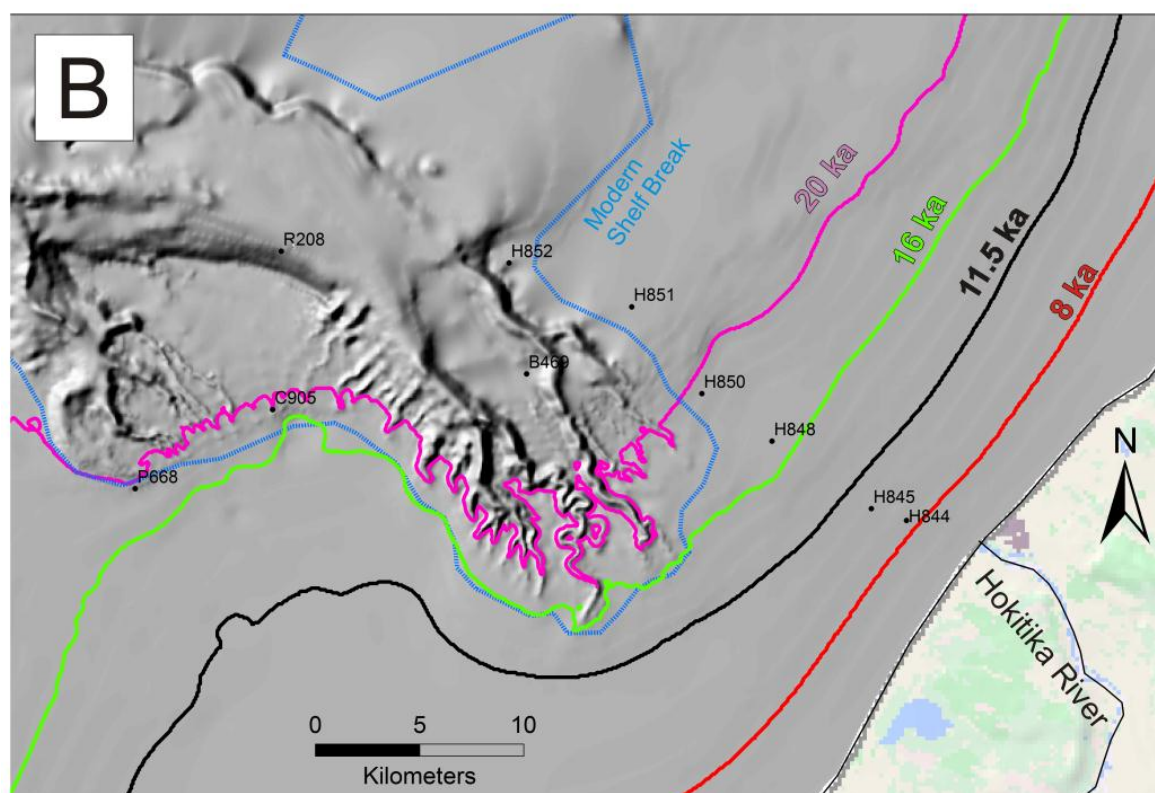 B
Modern
Shelf Break
20 ka
16 ka
11.5 ka
8 ka
R208
H852
H851
B469
H850
C905
H848
P668
H845
H844
N
Hokitika River
0 5 10
Kilometers